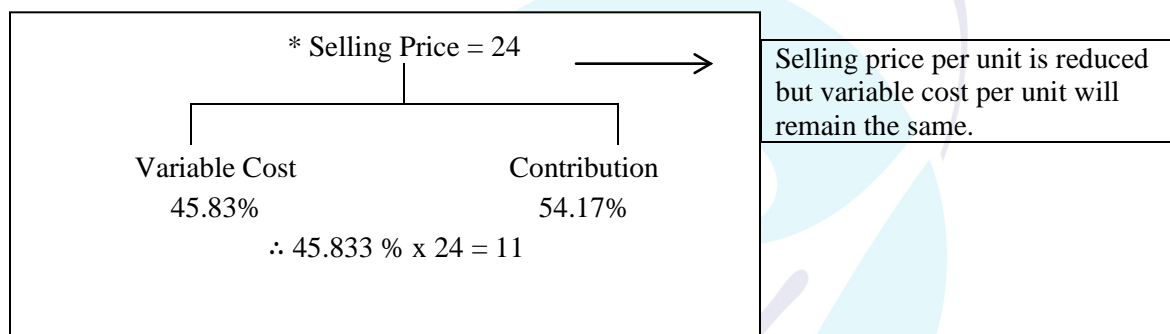 * Selling Price = 24
Selling price per unit is reduced
but variable cost per unit will
remain the same.
Variable Cost Contribution
45.83% 54.17%
∴ 45.833 % x 24 = 11